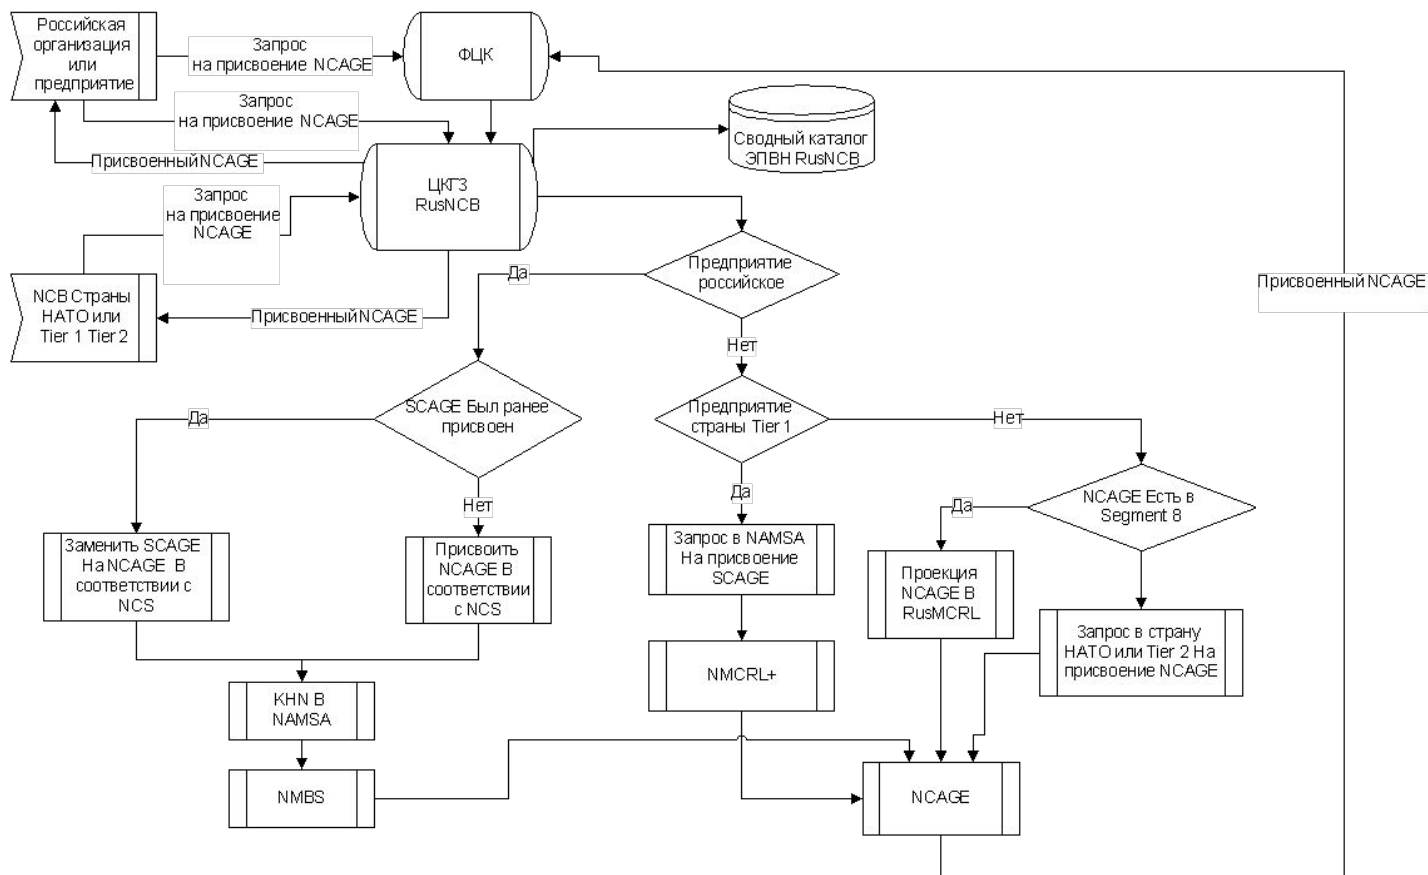 Российская
организация
или
предприятие
Запрос
на присвоение NCAGE
ФЦК
Запрос
на присвоение NCAGE
Присвоенный NCAGE
Сводный каталог
ЭПВН RusNCB
ЦКГЗ
RusNCB
Запрос
на присвоение
NCAGE
NCB Страны
НАТО или
Tier 1 Tier 2
Присвоенный NCAGE
Предприятие
российское
Да
Присвоенный NCAGE
Нет
SCAGE Был ранее
присвоен
Да
Предприятие
страны Tier 1
Нет
Нет
Да
NCAGE Есть в
Segment 8
Да
Заменить SCAGE
На NCAGE В
соответствии с
NCS
Присвоить
NCAGE В
соответствии
с NCS
Запрос в NAMSA
На присвоение
SCAGE
Проекция
NCAGE В
RusMCRL
Запрос в страну
НАТО или Tier 2 На
присвоение NCAGE
KHN В
NAMSA
NMCRL+
NMBS
NCAGE